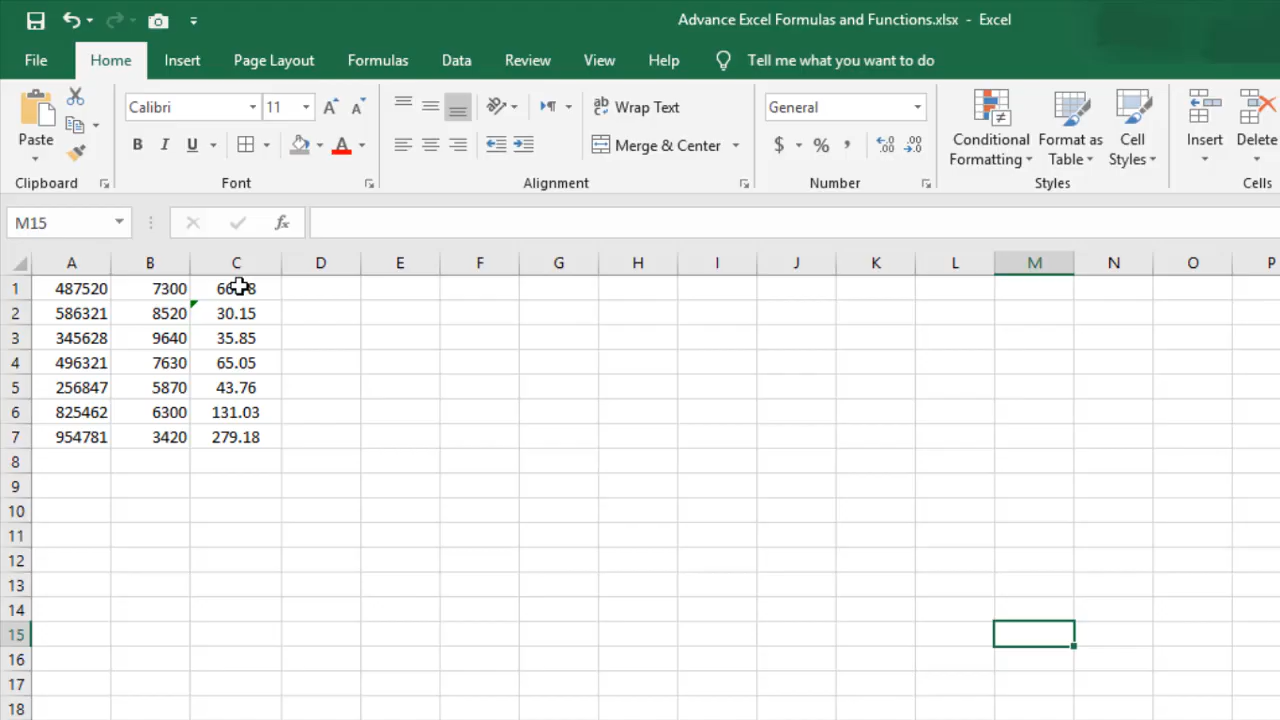 Advance Excel Formulas and Functions.xlsx - Excel
File Home Insert Page Layout Formulas Data Review View Help Tell me what you want to do
Calibri 11 Wrap Text General
Paste B I U Merge & Center $ % , Conditional Formatting Format as Table Cell Styles Insert Delete
Clipboard Font Alignment Number Styles Cells
M15 fx
A B C D E F G H I J K L M N O P
1 487520 7300
2 586321 8520 30.15
3 345628 9640 35.85
4 496321 7630 65.05
5 256847 5870 43.76
6 825462 6300 131.03
7 954781 3420 279.18
8
9
10
11
12
13
14
15
16
17
18